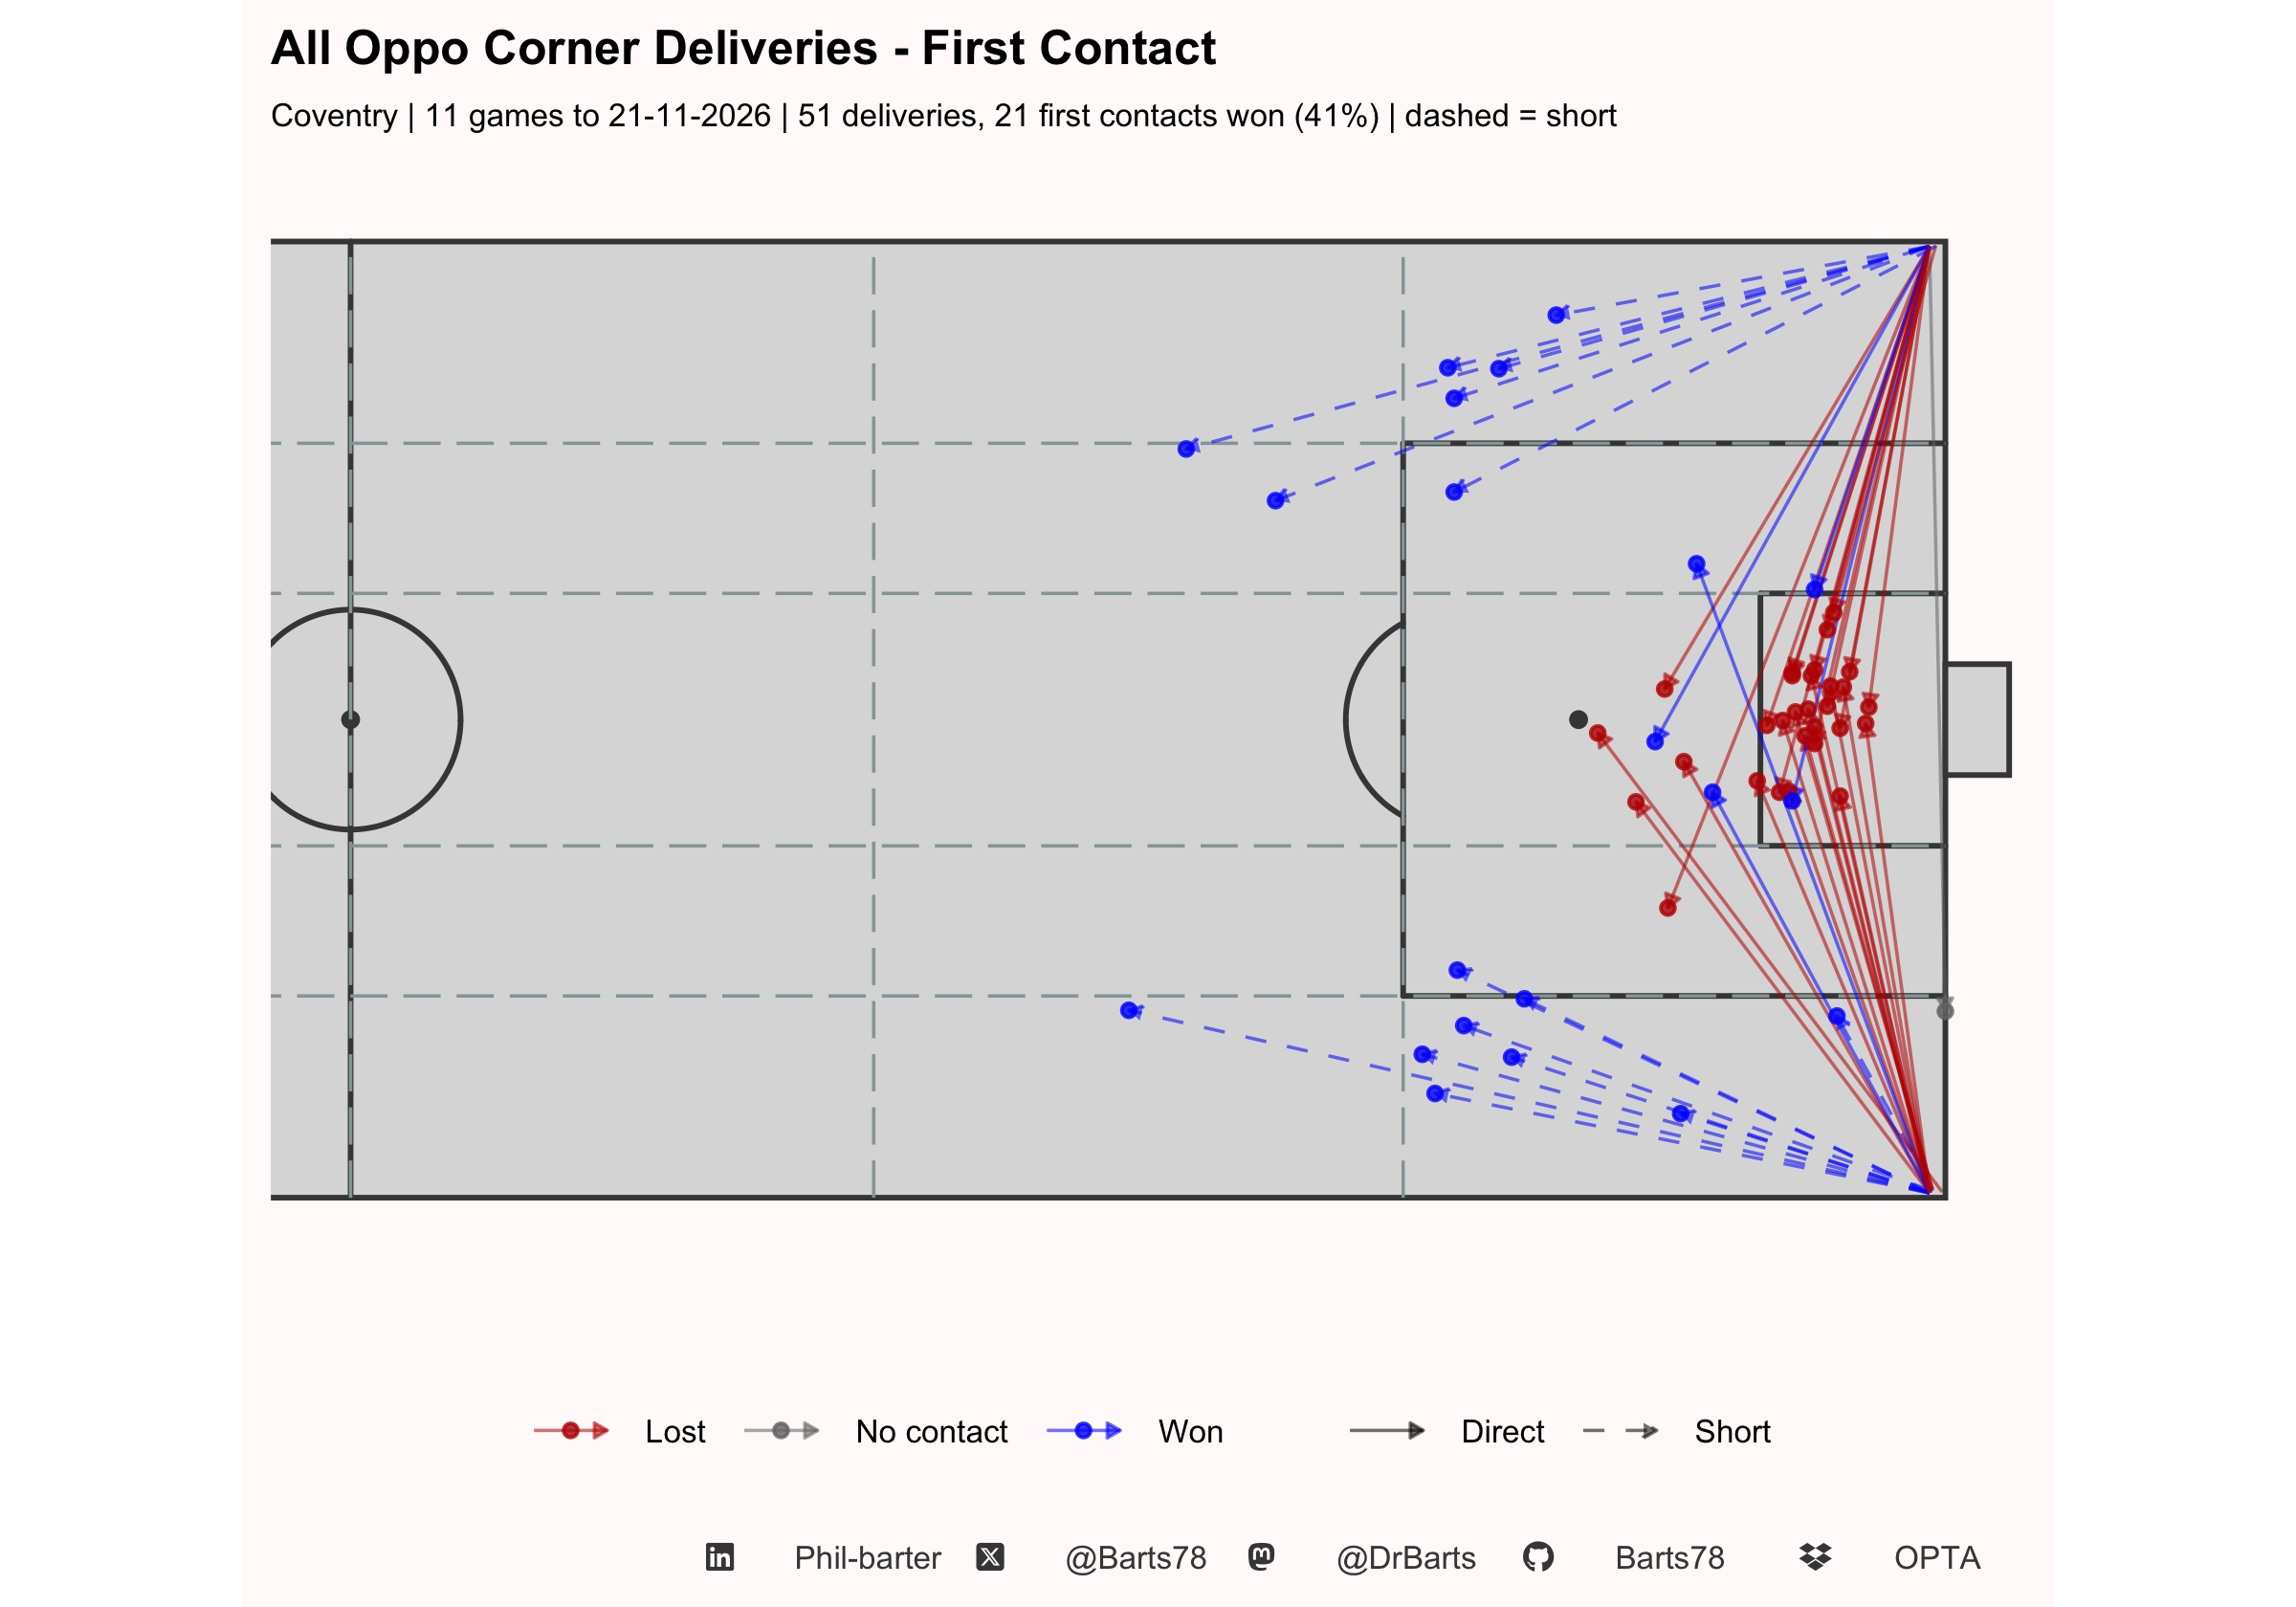 All Oppo Corner Deliveries - First Contact
Coventry | 11 games to 21-11-2026 | 51 deliveries, 21 first contacts won (41%) | dashed = short
Lost No contact Won Direct Short
Phil-barter @Barts78 @DrBarts Barts78 OPTA